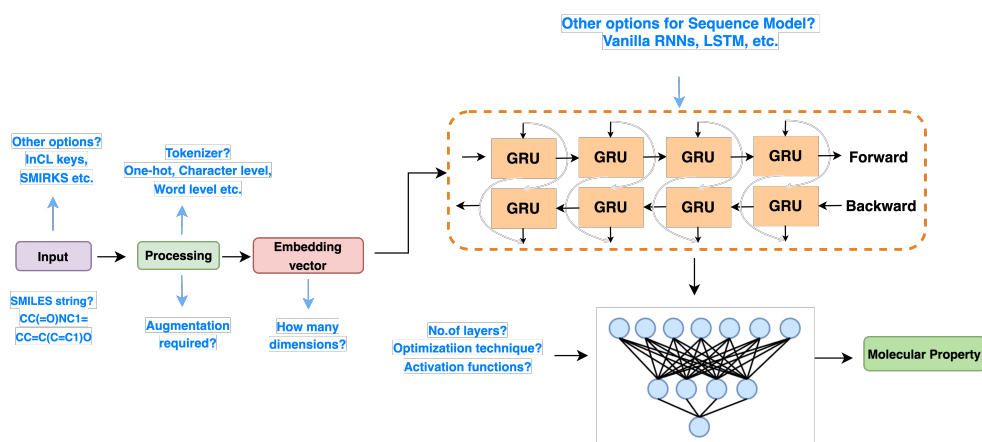 Other options for Sequence Model?
Vanilla RNNs, LSTM, etc.
Other options?
InCL keys,
SMIRKS etc.
Tokenizer?
One-hot, Character level,
Word level etc.
GRU GRU GRU GRU Forward
GRU GRU GRU GRU Backward
Input
Processing
Embedding
vector
SMILES string?
CC(=O)NC1=
CC=C(C=C1)O
Augmentation
required?
How many
dimensions?
No.of layers?
Optimizatiion technique?
Activation functions?
Molecular Property